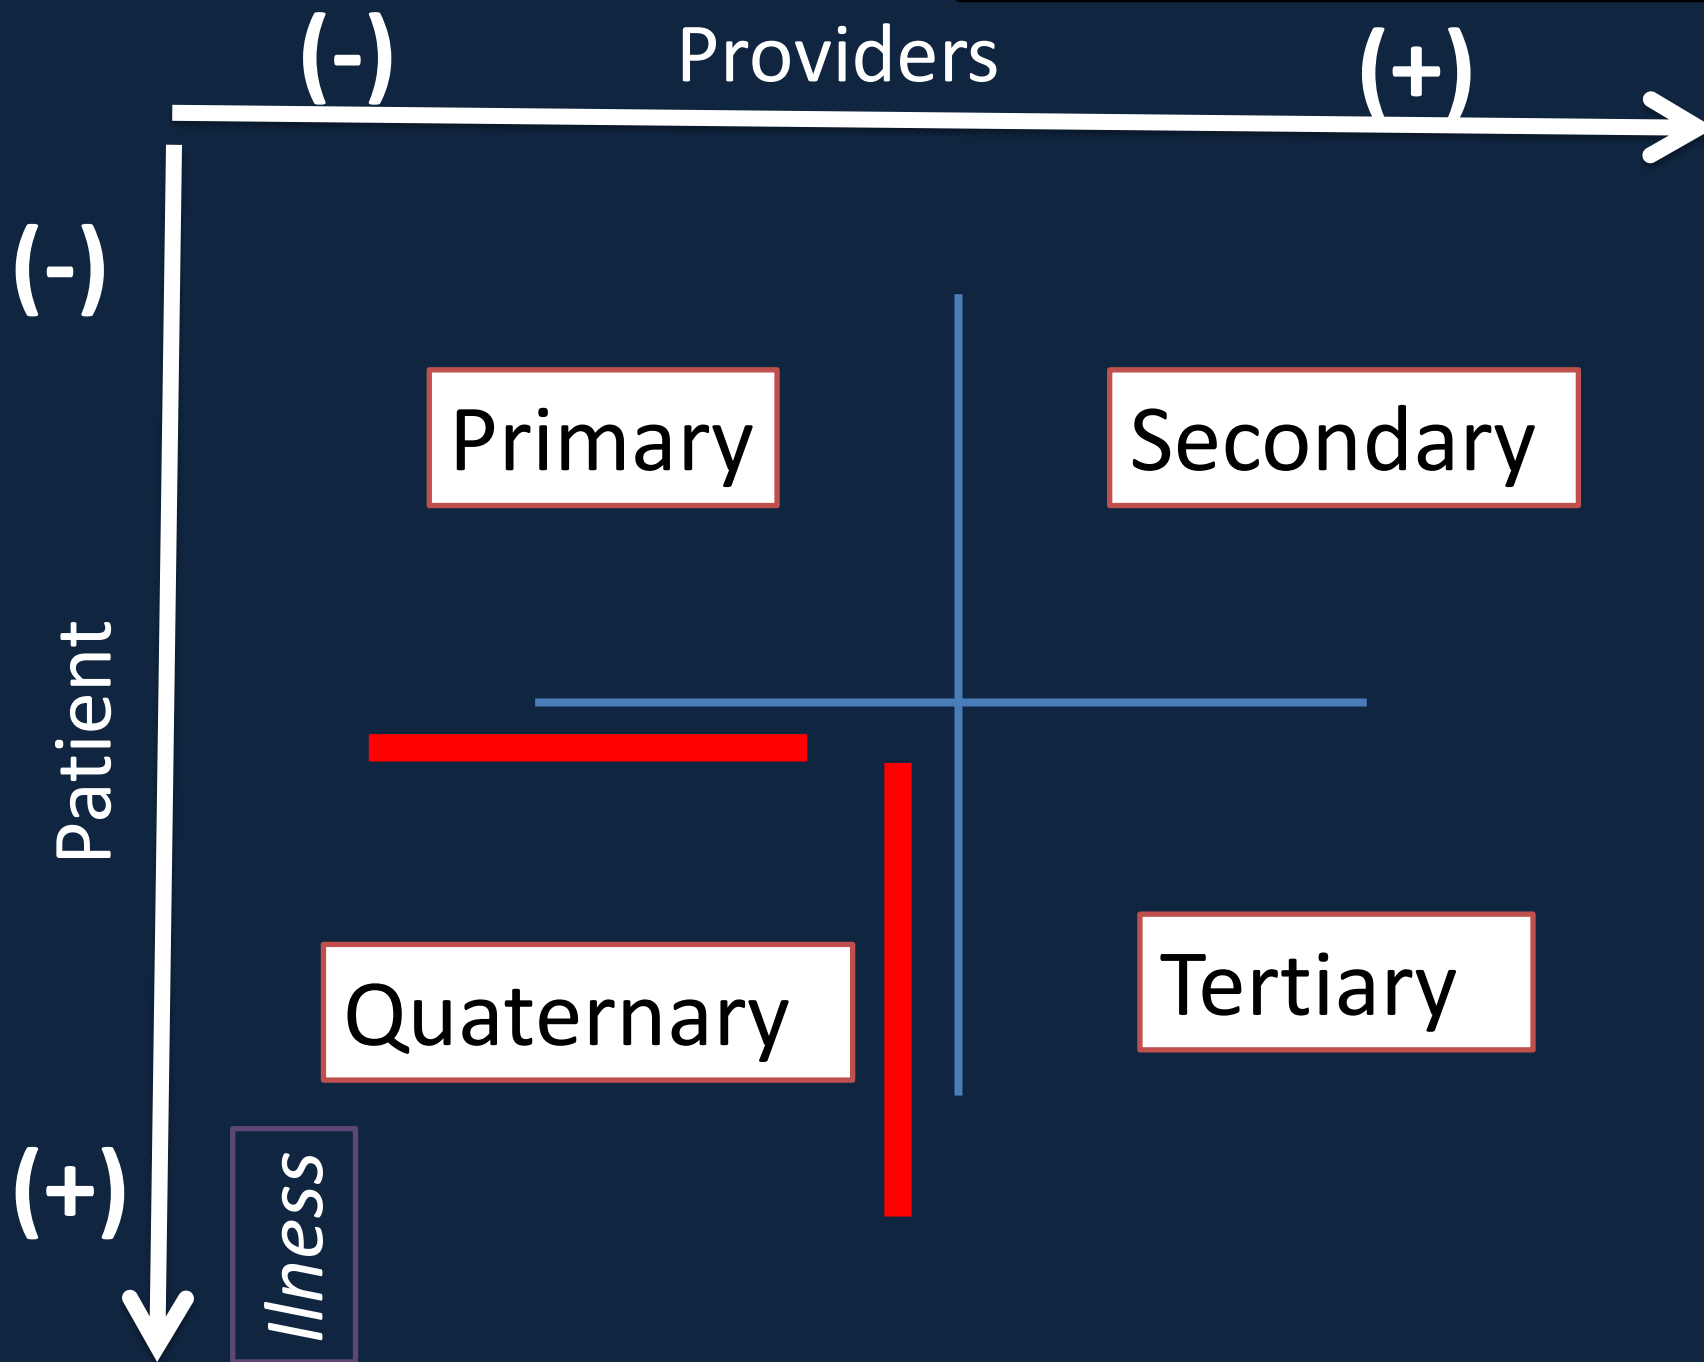 (-) Providers (+)
(-)
Primary
Secondary
Patient
Quaternary
Tertiary
(+)
Ilness